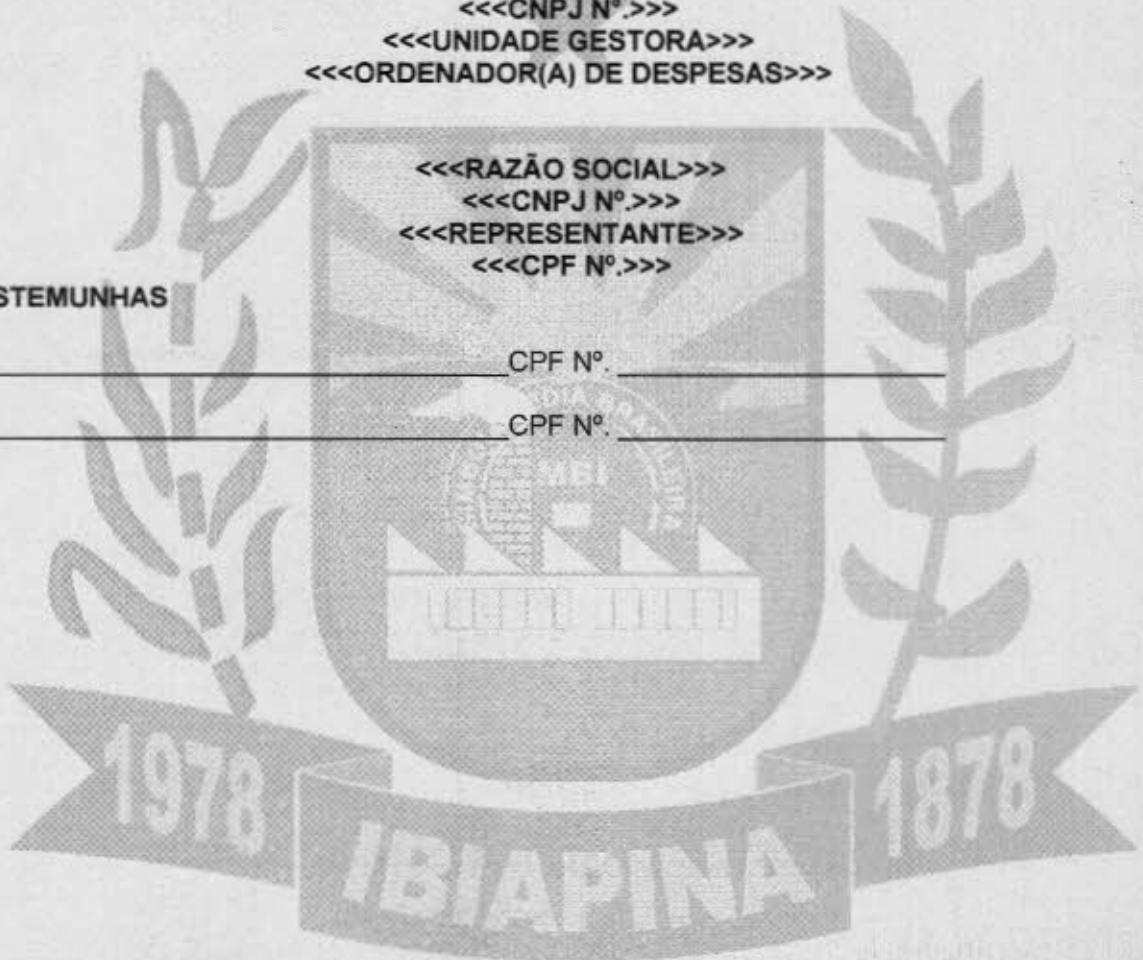 <<<CNPJ Nº.>>>
<<<UNIDADE GESTORA>>>
<<<ORDENADOR(A) DE DESPESAS>>>
<<<RAZÃO SOCIAL>>>
<<<CNPJ Nº.>>>
<<<REPRESENTANTE>>>
<<<CPF Nº.>>>
STEMUNHAS
CPF Nº.
CPF Nº.
MBI
1978
1878
IBIAPINA